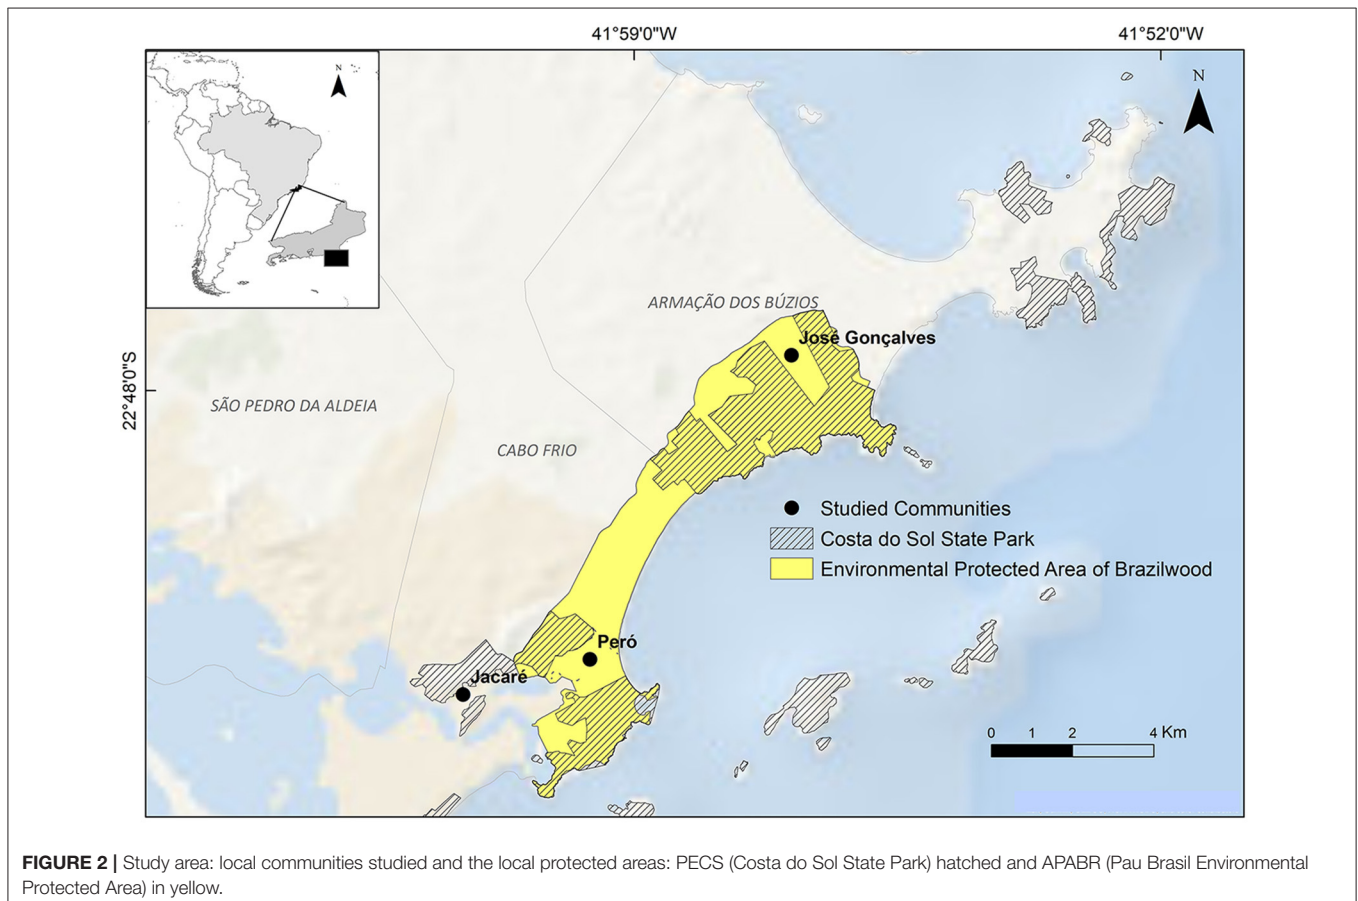 41°59'0"W
41°52'0"W
N
N
ARMAÇÃO DOS BÚZIOS
José Gonçalves
22°48'0"S
SÃO PEDRO DA ALDEIA
CABO FRIO
Studied Communities
Costa do Sol State Park
Environmental Protected Area of Brazilwood
Peró
Jacaré
0 1 2 4 Km
FIGURE 2 | Study area: local communities studied and the local protected areas: PECS (Costa do Sol State Park) hatched and APABR (Pau Brasil Environmental
Protected Area) in yellow.